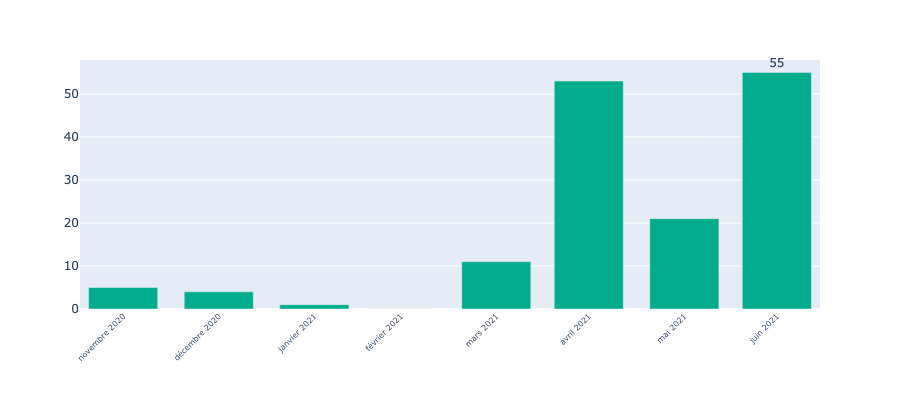 55
50
40
30
20
10
0
novembre 2020
décembre 2020
janvier 2021
février 2021
mars 2021
avril 2021
mai 2021
juin 2021